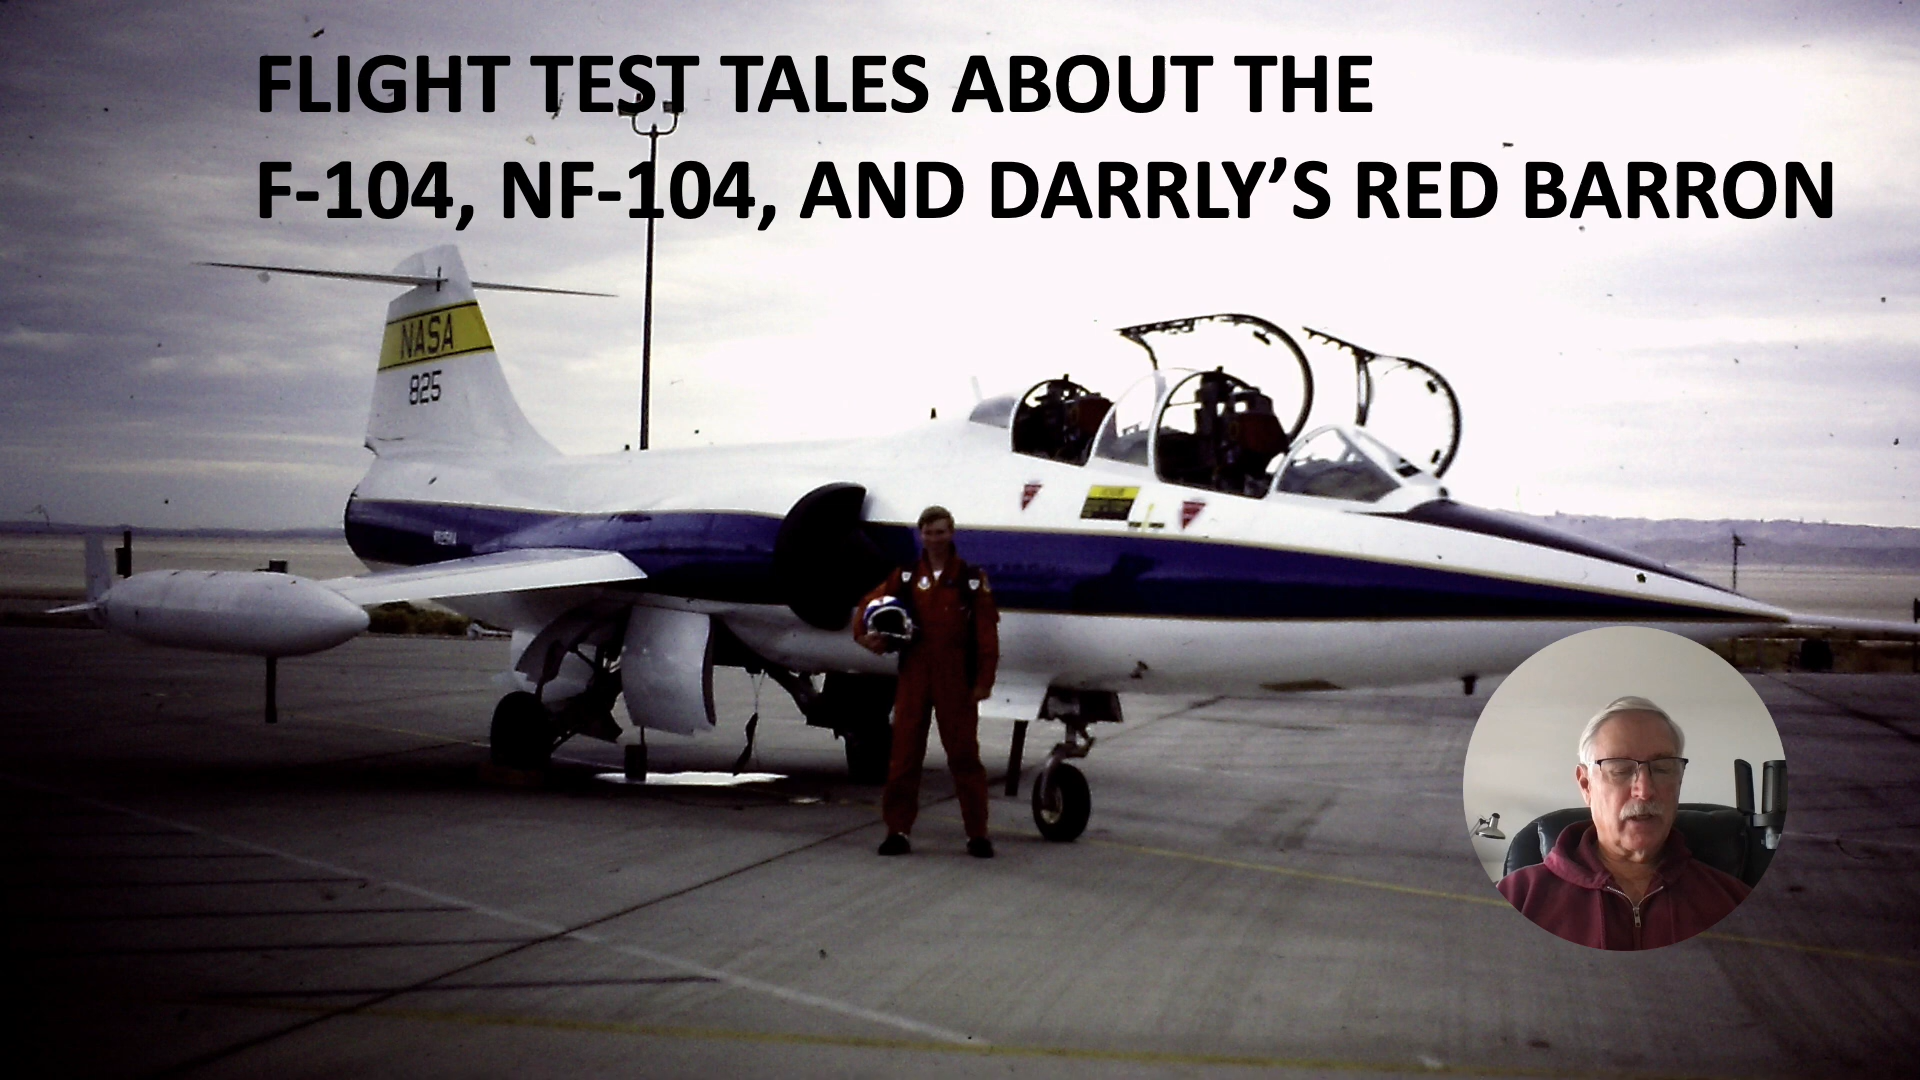 FLIGHT TEST TALES ABOUT THE
F-104, NF-104, AND DARRLY’S RED BARRON
NASA
825